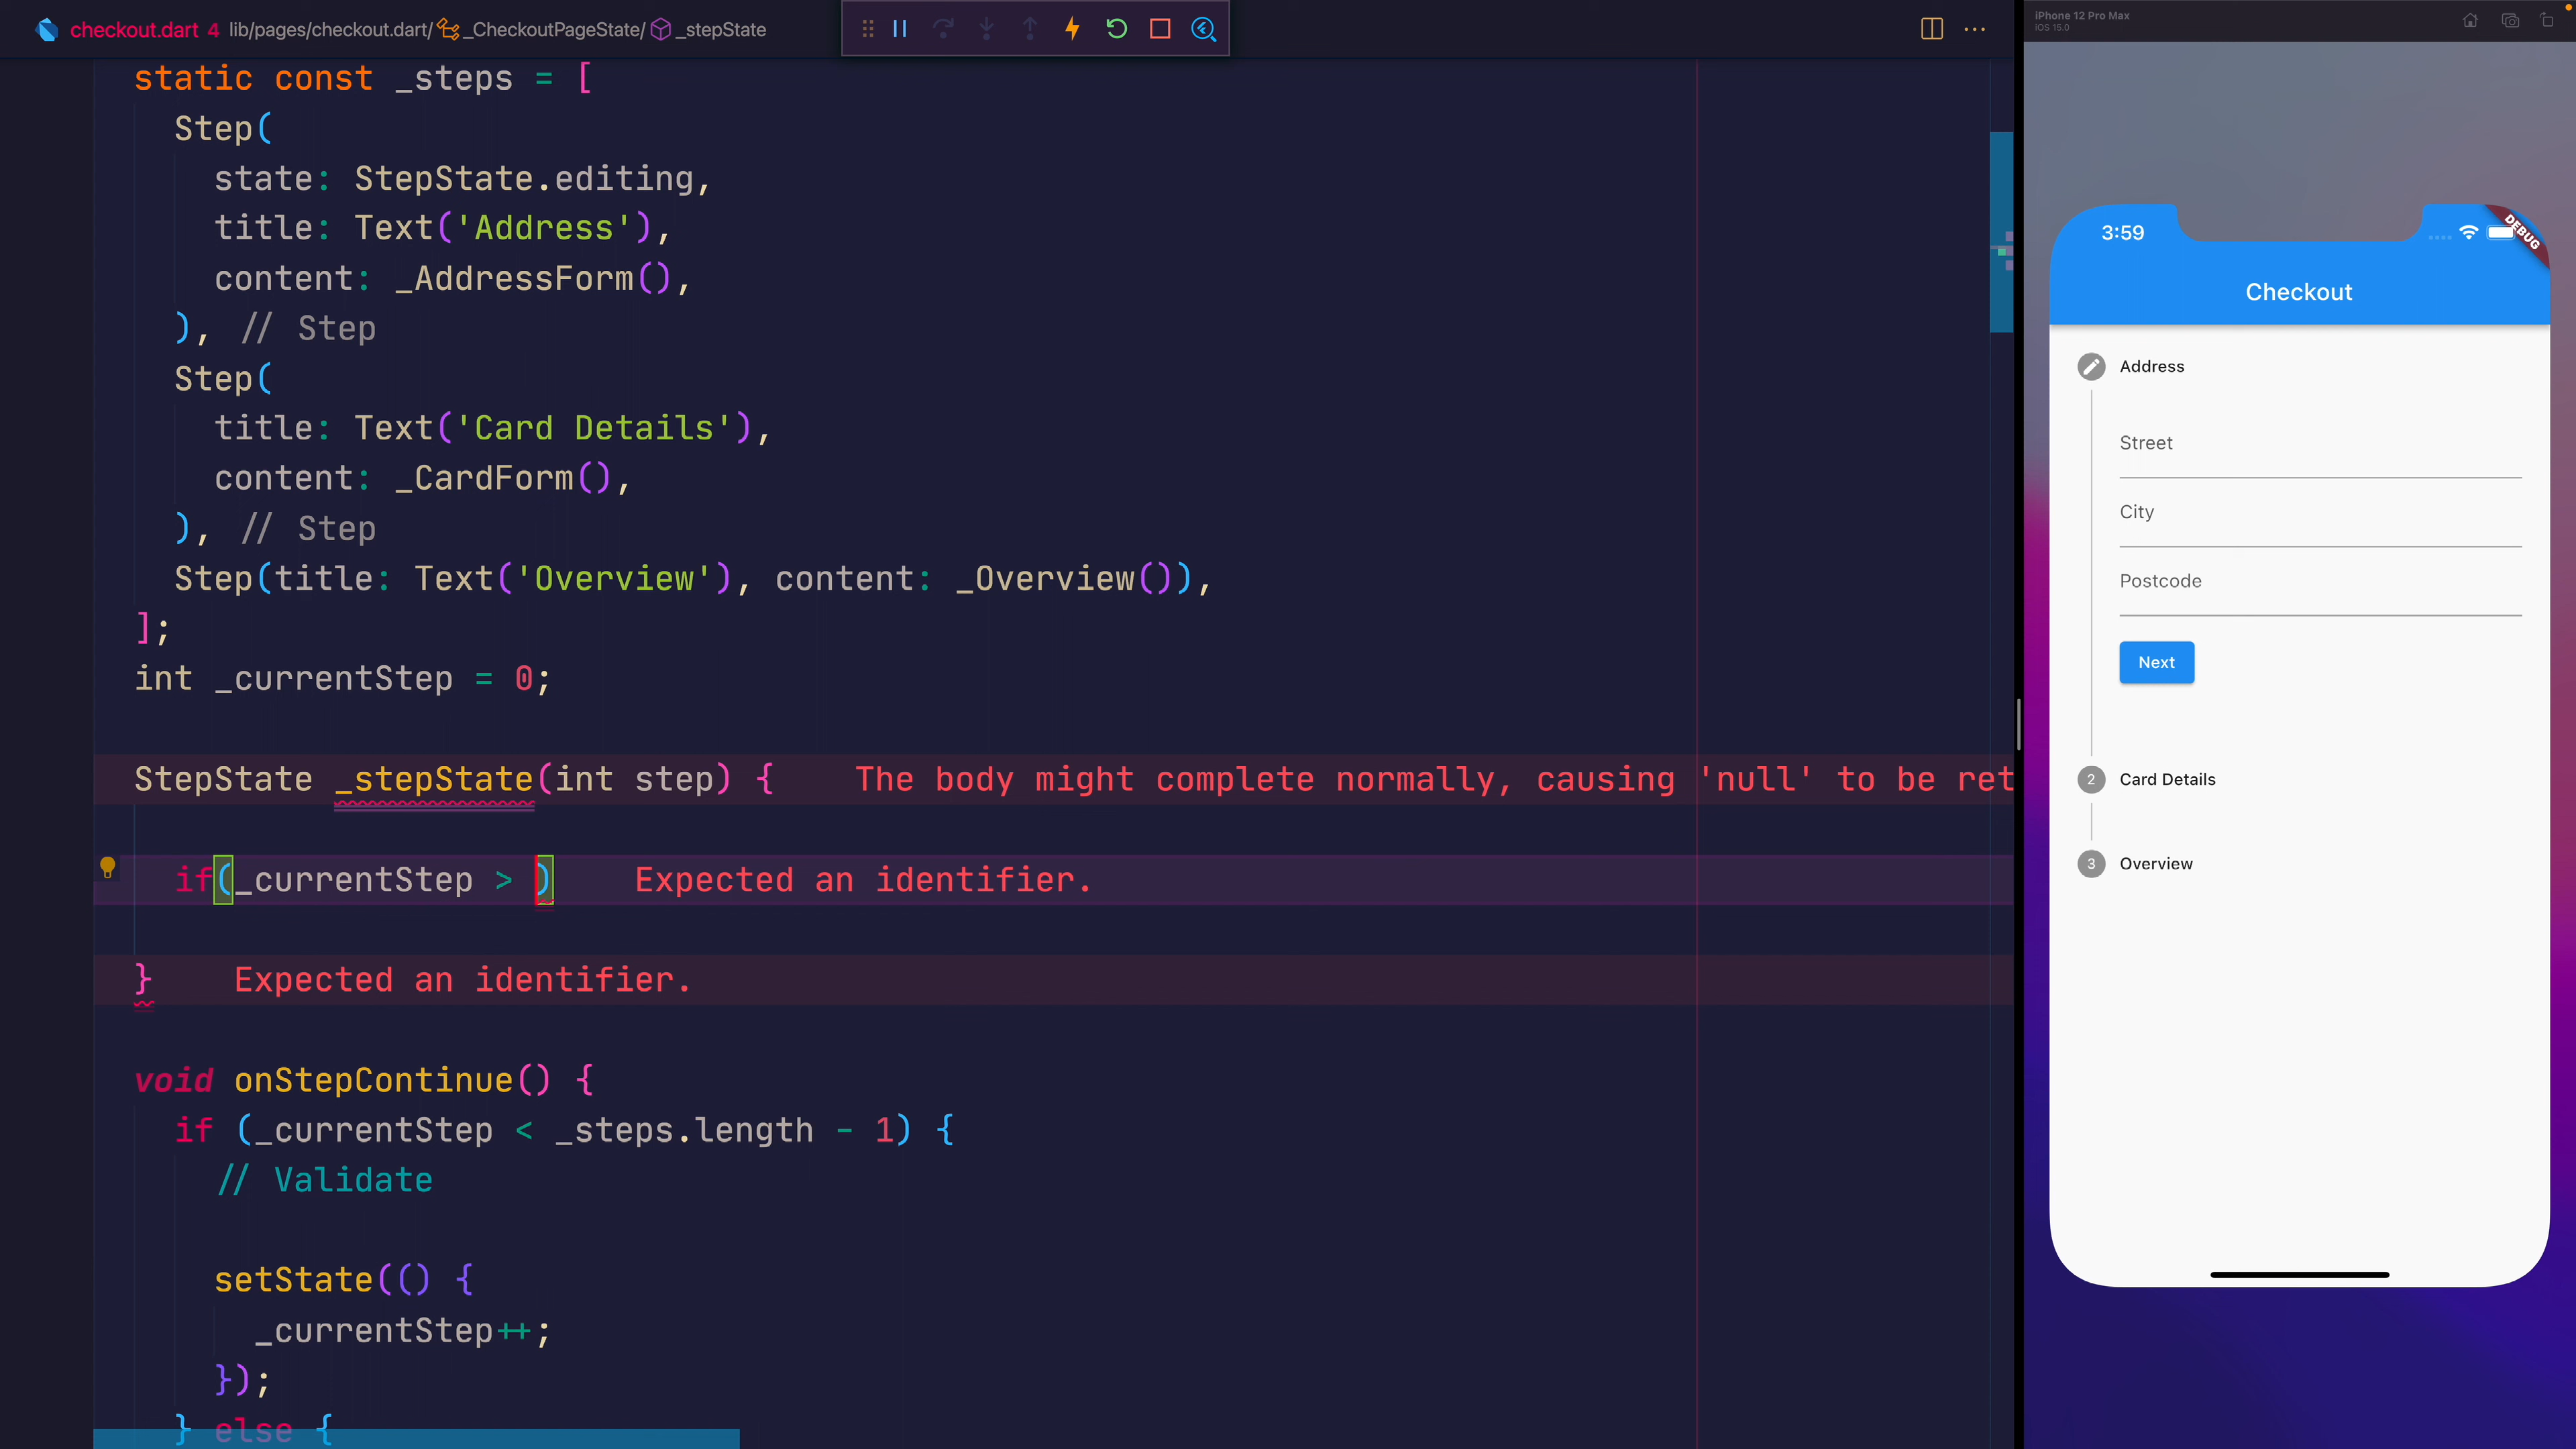 checkout.dart 4 lib/pages/checkout.dart/ _CheckoutPageState/ _stepState
static const _steps = [
Step(
state: StepState.editing,
title: Text('Address'),
content: _AddressForm(),
), // Step
Step(
title: Text('Card Details'),
content: _CardForm(),
), // Step
Step(title: Text('Overview'), content: _Overview()),
];
int _currentStep = 0;
StepState _stepState(int step) { The body might complete normally, causing 'null' to be ret
if(_currentStep > ) Expected an identifier.
} Expected an identifier.
void onStepContinue() {
if (_currentStep < _steps.length - 1) {
// Validate
setState(() {
_currentStep++;
});
} else {
iPhone 12 Pro Max
iOS 15.0
3:59
DEBUG
Checkout
Address
Street
City
Postcode
Next
2 Card Details
3 Overview